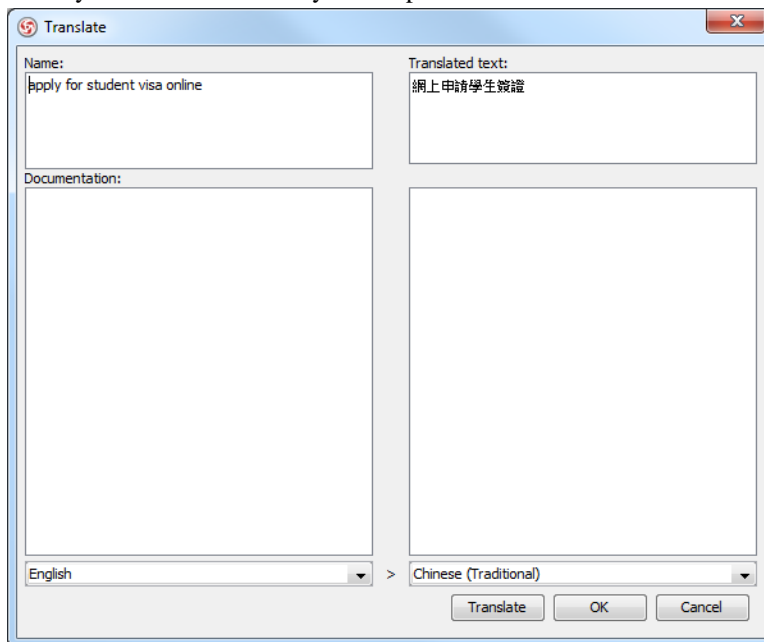 Translate
Name:
Translated text:
apply for student visa online
網上申請學生簽證
Documentation:
English
>
Chinese (Traditional)
Translate
OK
Cancel